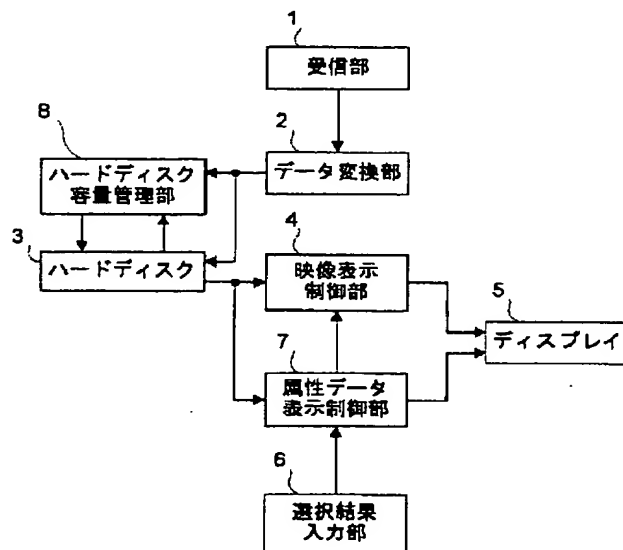 1
受信部
8
2
ハードディスク
容量管理部
データ変換部
3
ハードディスク
4
映像表示
制御部
5
ディスプレイ
7
属性データ
表示制御部
6
選択結果
入力部